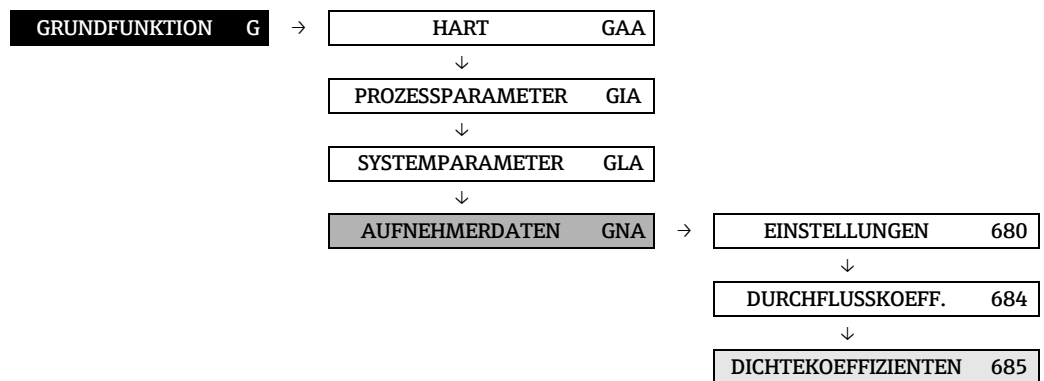 GRUNDFUNKTION G → HART GAA
↓
PROZESSPARAMETER GIA
↓
SYSTEMPARAMETER GLA
↓
AUFNEHMERDATEN GNA → EINSTELLUNGEN 680
↓
DURCHFLUSSKOEFF. 684
↓
DICHTEKOEFFIZIENTEN 685